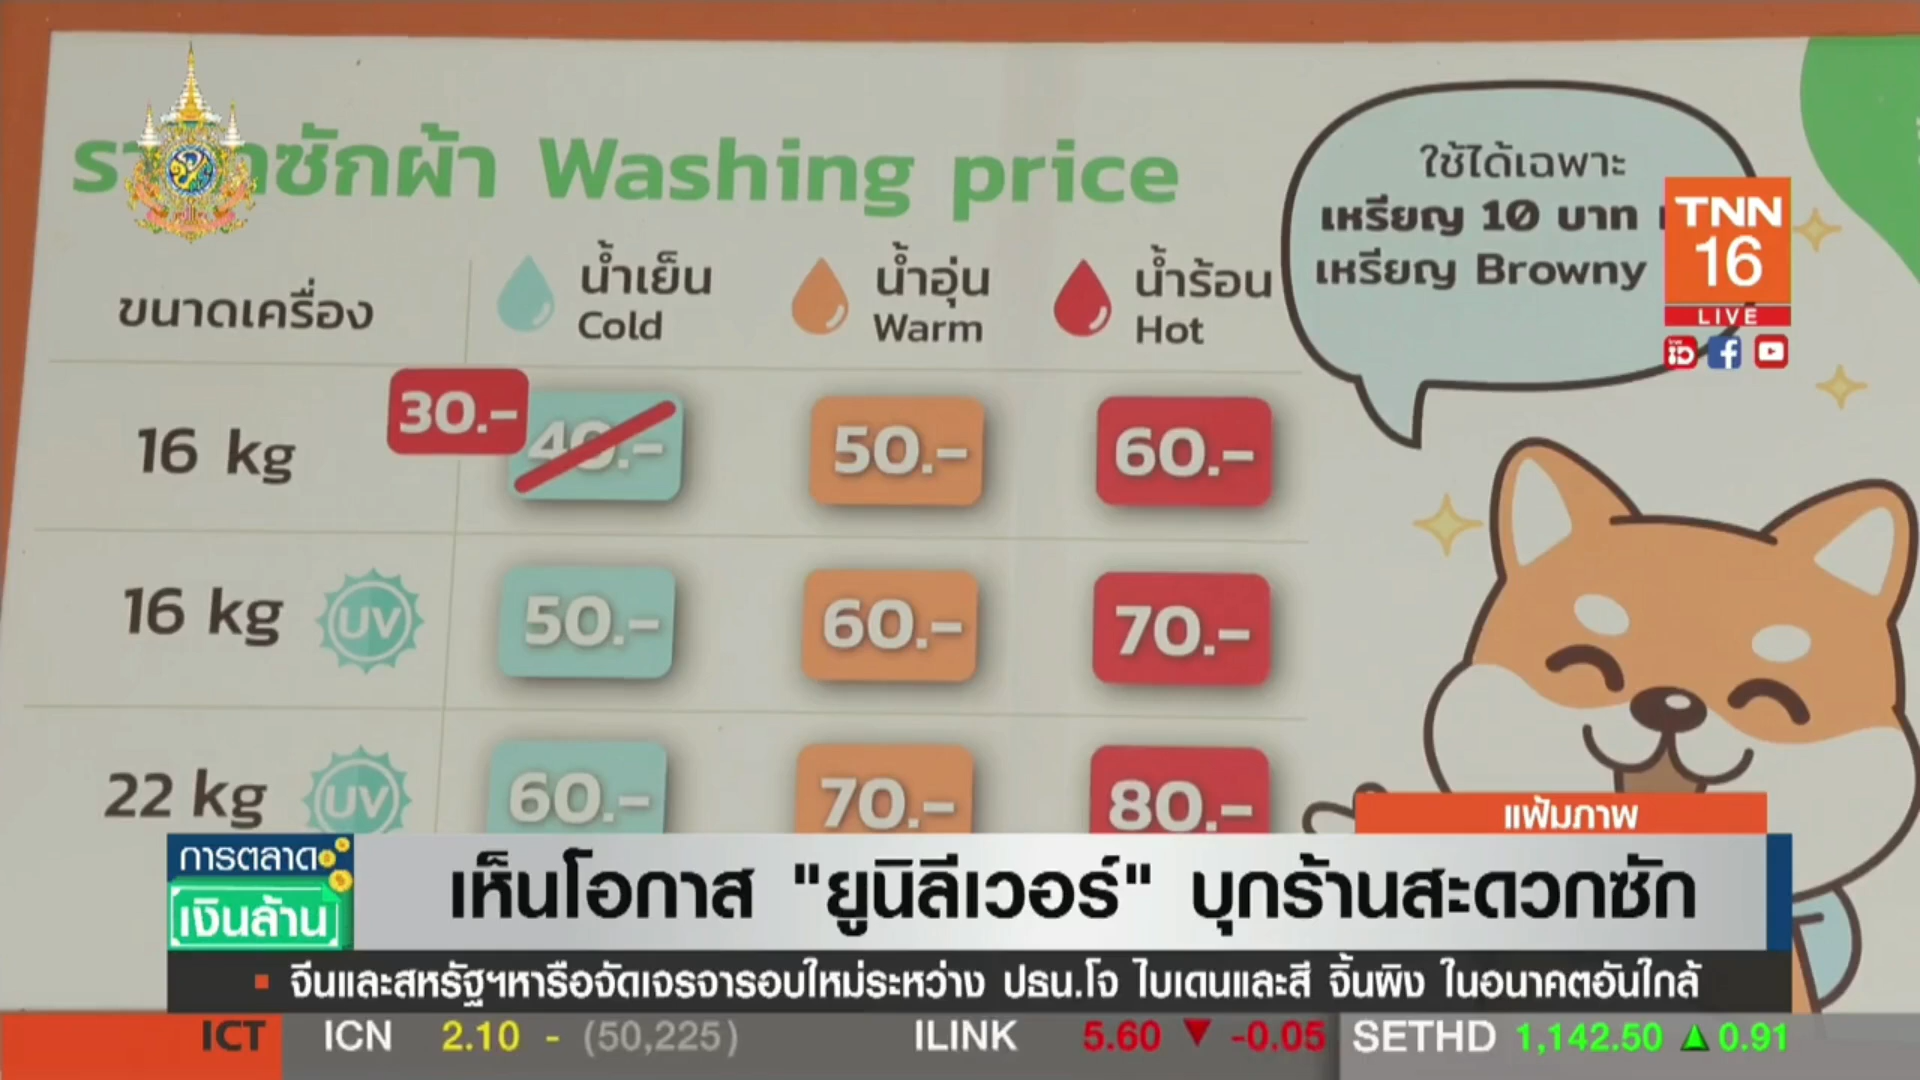 ซักผ้า Washing price
ใช้ได้เฉพาะ
เหรียญ 10 บาท
เหรียญ Browny
TNN
16
LIVE
ขนาดเครื่อง
น้ำเย็น
Cold
น้ำอุ่น
Warm
น้ำร้อน
Hot
16 kg 30.- 40.- 50.- 60.-
16 kg UV 50.- 60.- 70.-
22 kg UV 60.- 70.- 80.-
แฟ้มภาพ
การตลาด
เงินล้าน
เห็นโอกาส "ยูนิลีเวอร์" บุกร้านสะดวกซัก
จีนและสหรัฐฯหารือจัดเจรจารอบใหม่ระหว่าง ปธน.โจ ไบเดนและสี จิ้นผิง ในอนาคตอันใกล้
ICT ICN 2.10 - (50,225) ILINK 5.60 ▼ -0.05 SETHD 1,142.50 ▲ 0.91